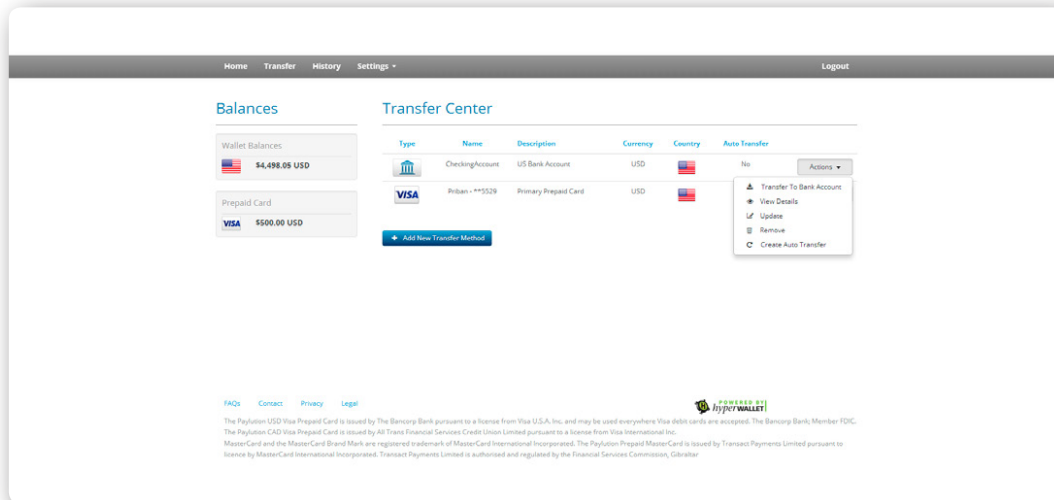 Home Transfer History Settings Logout
Balances
Wallet Balances
$4,498.05 USD
Prepaid Card
VISA $500.00 USD
Transfer Center
Type Name Description Currency Country Auto Transfer
CheckingAccount US Bank Account USD No Actions
VISA Prban - **5529 Primary Prepaid Card USD
Transfer To Bank Account
View Details
Update
Remove
Create Auto Transfer
+ Add New Transfer Method
FAQs Contact Privacy Legal
POWERED BY
hyperWALLET
The Paylution USD Visa Prepaid Card is issued by The Bancorp Bank pursuant to a license from Visa U.S.A. Inc. and may be used everywhere Visa debit cards are accepted. The Bancorp Bank; Member FDIC.
The Paylution CAD Visa Prepaid Card is issued by All Trans Financial Services Credit Union Limited pursuant to a license from Visa International Inc.
MasterCard and the MasterCard Brand Mark are registered trademark of MasterCard International Incorporated. The Paylution Prepaid MasterCard is issued by Transact Payments Limited pursuant to
licence by MasterCard International Incorporated. Transact Payments Limited is authorised and regulated by the Financial Services Commission, Gibraltar